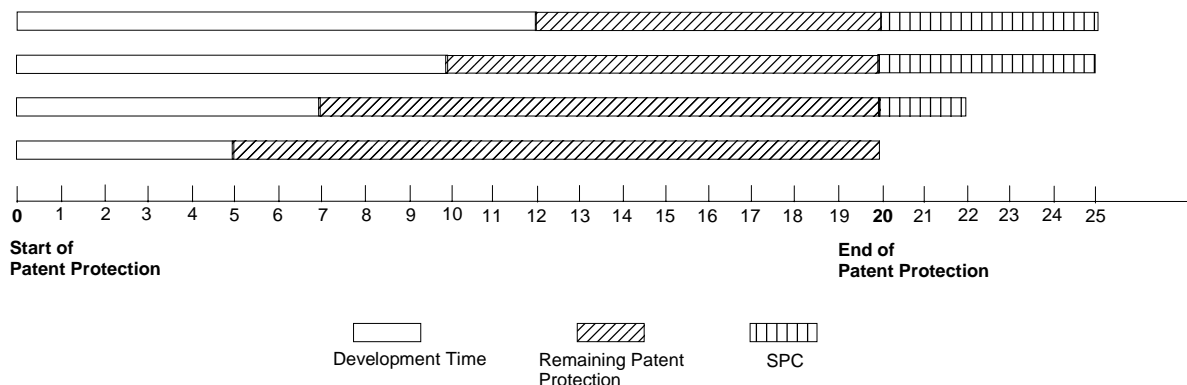 0 1 2 3 4 5 6 7 8 9 10 11 12 13 14 15 16 17 18 19 20 21 22 23 24 25
Start of
Patent Protection
End of
Patent Protection
Development Time
Remaining Patent
Protection
SPC